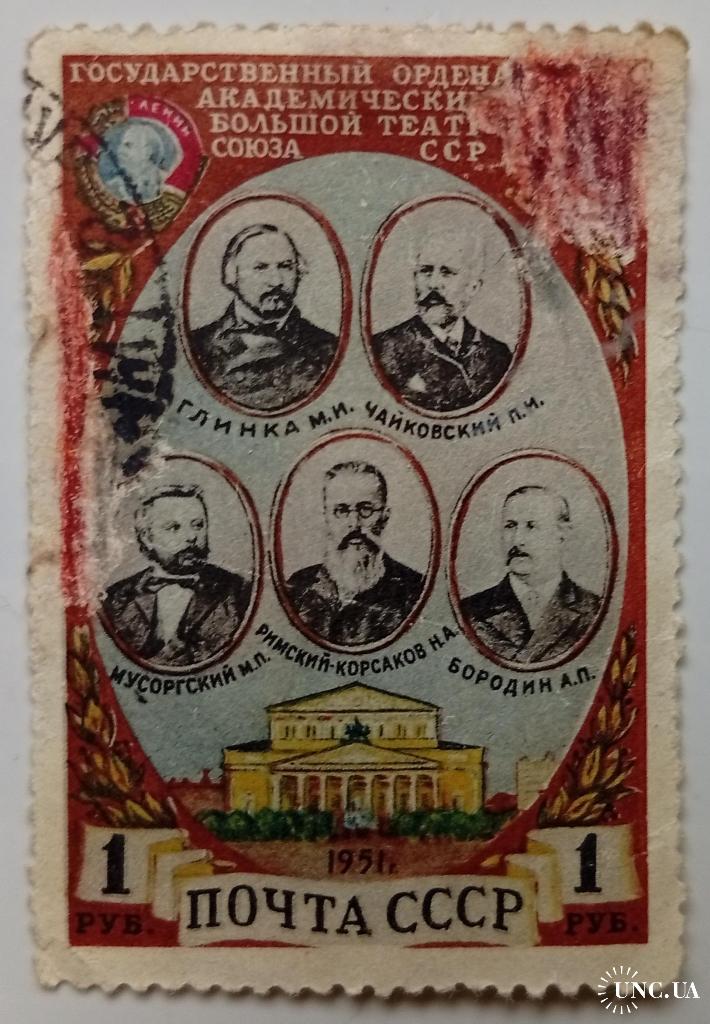 ГОСУДАРСТВЕННЫЙ ОРДЕНА
ЛЕНИН
АКАДЕМИЧЕСКИ
БОЛЬШОЙ ТЕАТ
СОЮЗА ССР
ГЛИНКА М.И. ЧАЙКОВСКИЙ П.И.
МУСОРГСКИЙ М.П. РИМСКИЙ-КОРСАКОВ Н.А. БОРОДИН А.П.
1951г.
1 РУБ.
ПОЧТА СССР
1 РУБ.
UNC.UA